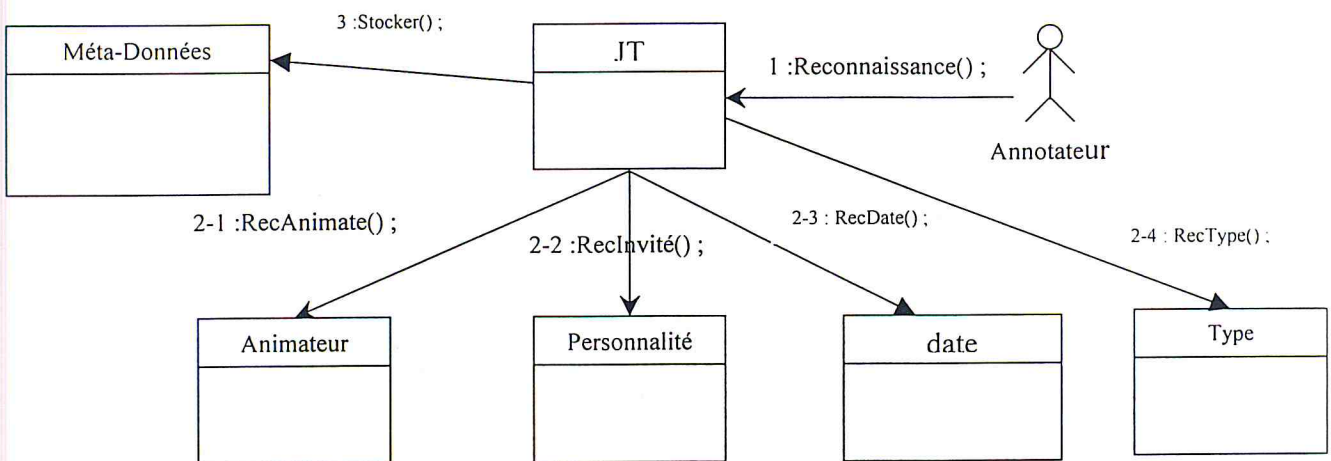 3 :Stocker() ;
Méta-Données
JT
1 :Reconnaissance() ;
Annotateur
2-1 :RecAnimate() ;
2-2 :RecInvité() ;
2-3 : RecDate() ;
2-4 : RecType() ;
Animateur
Personnalité
date
Type